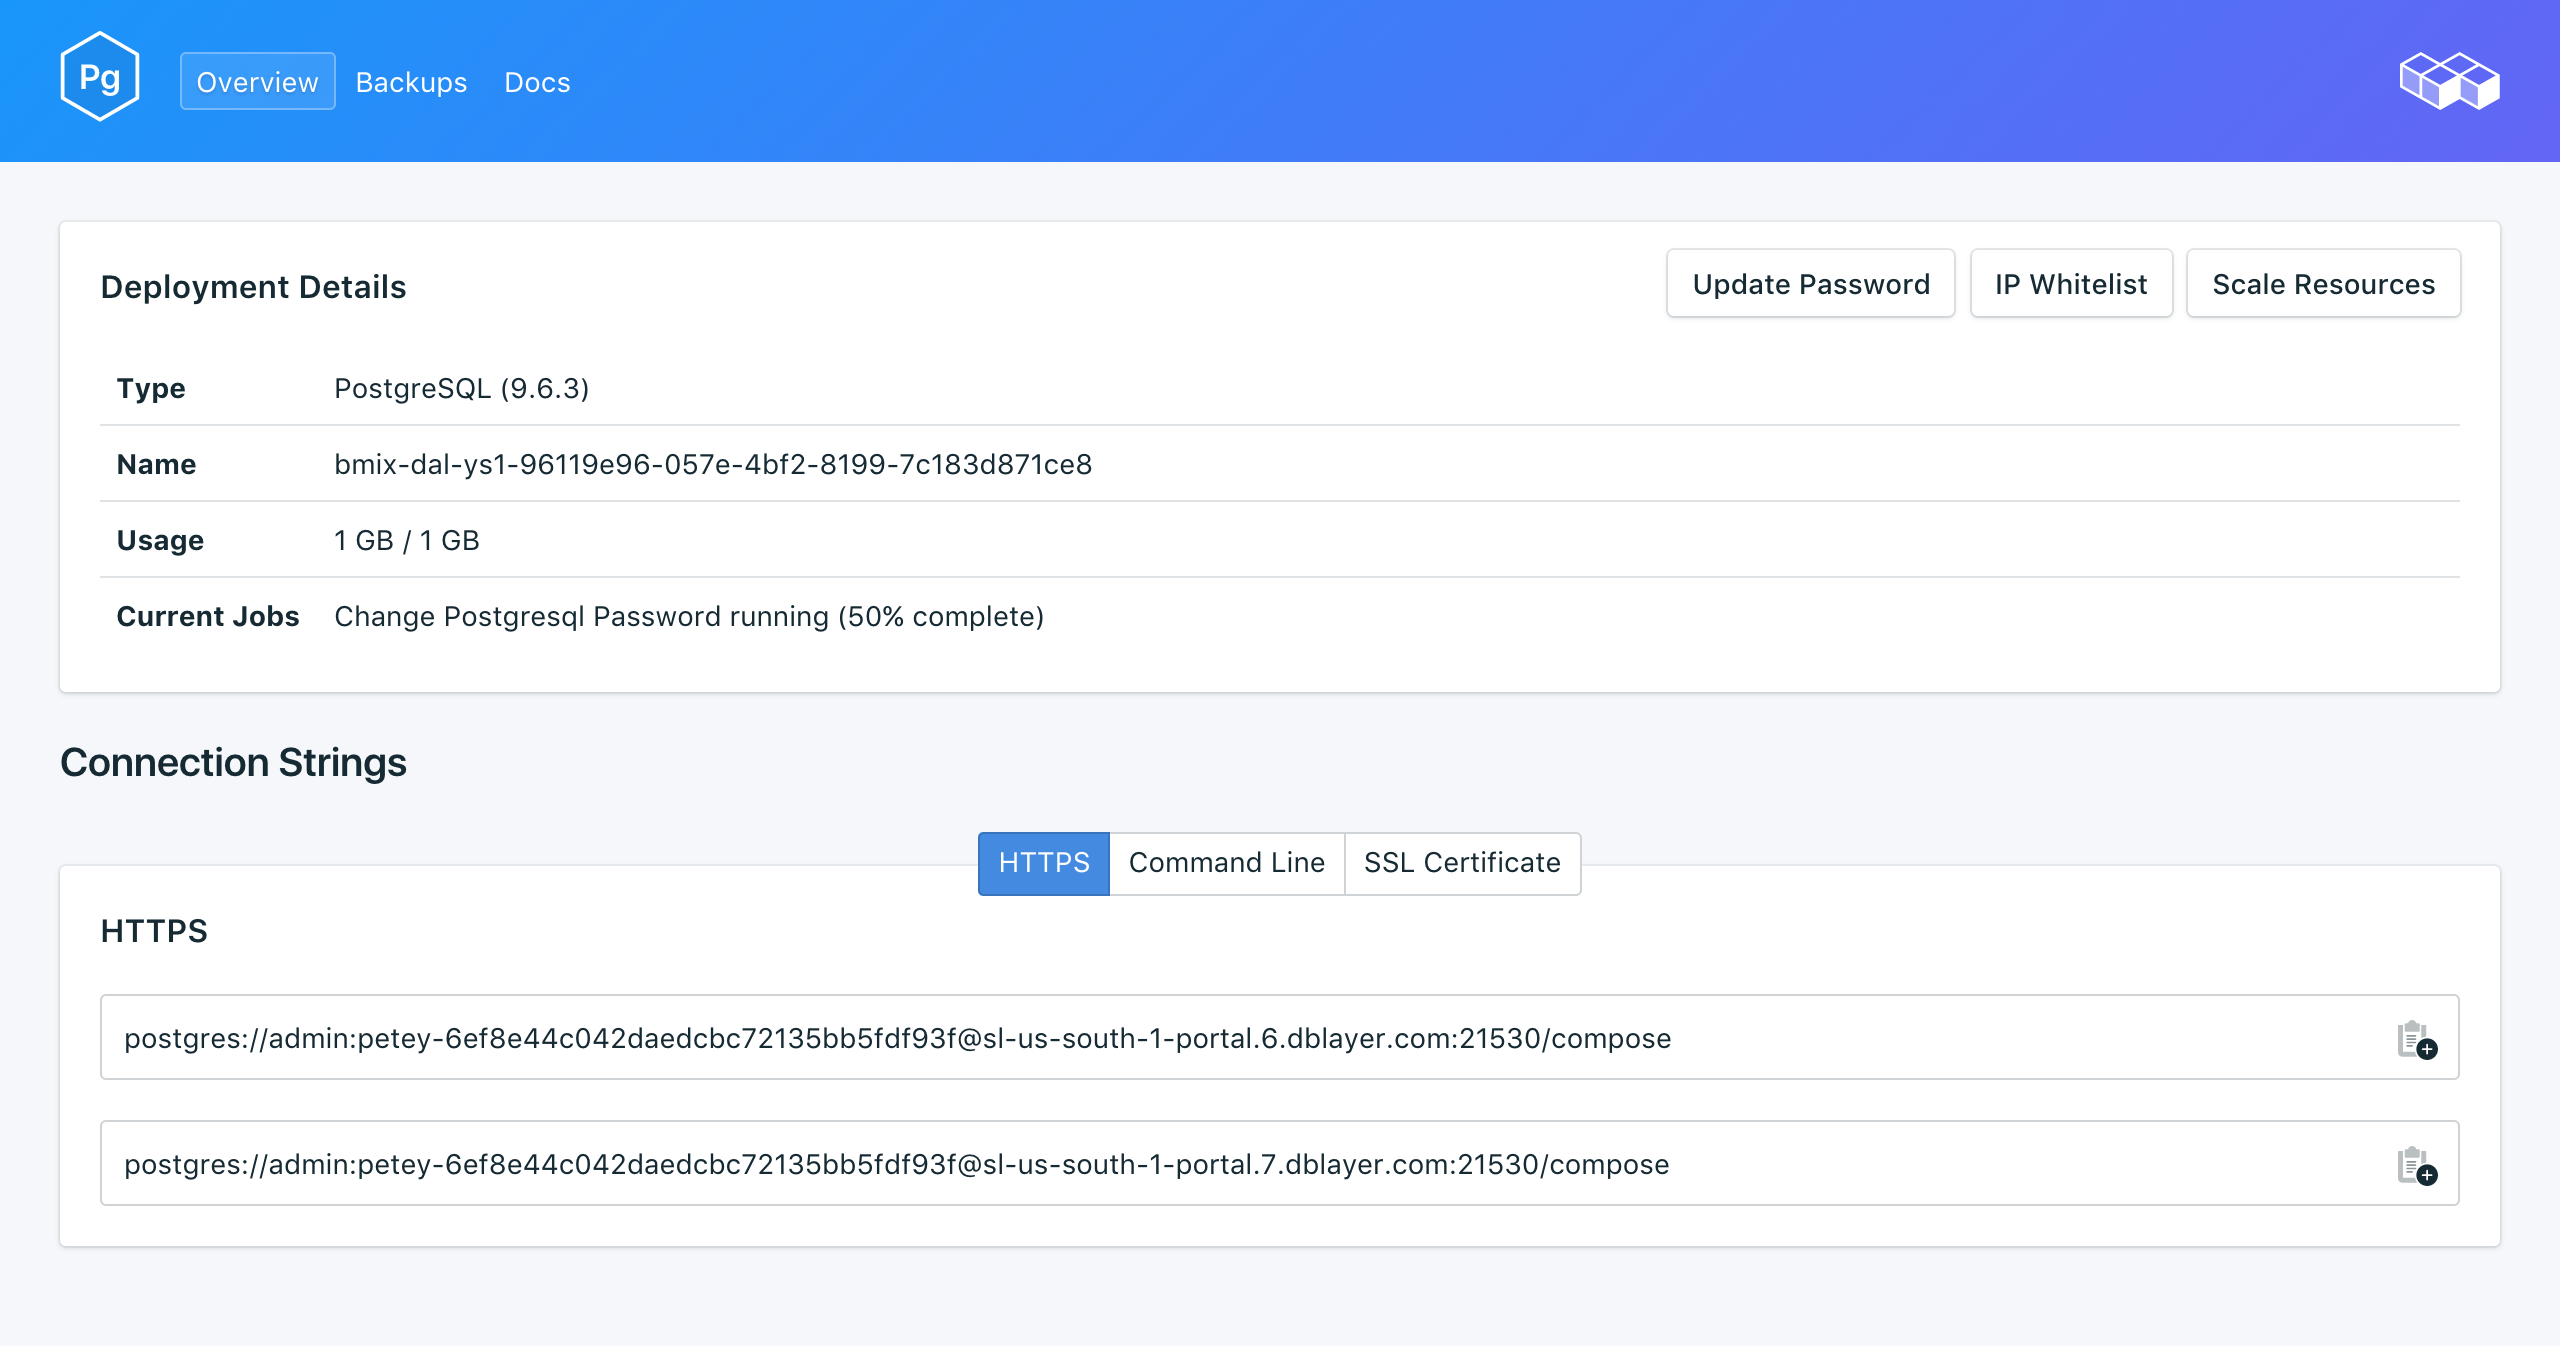 Pg
Overview Backups Docs
Deployment Details
Update Password IP Whitelist Scale Resources
Type PostgreSQL (9.6.3)
Name bmix-dal-ys1-96119e96-057e-4bf2-8199-7c183d871ce8
Usage 1 GB / 1 GB
Current Jobs Change Postgresql Password running (50% complete)
Connection Strings
HTTPS Command Line SSL Certificate
HTTPS
postgres://admin:petey-6ef8e44c042daedcbc72135bb5fdf93f@sl-us-south-1-portal.6.dblayer.com:21530/compose
postgres://admin:petey-6ef8e44c042daedcbc72135bb5fdf93f@sl-us-south-1-portal.7.dblayer.com:21530/compose